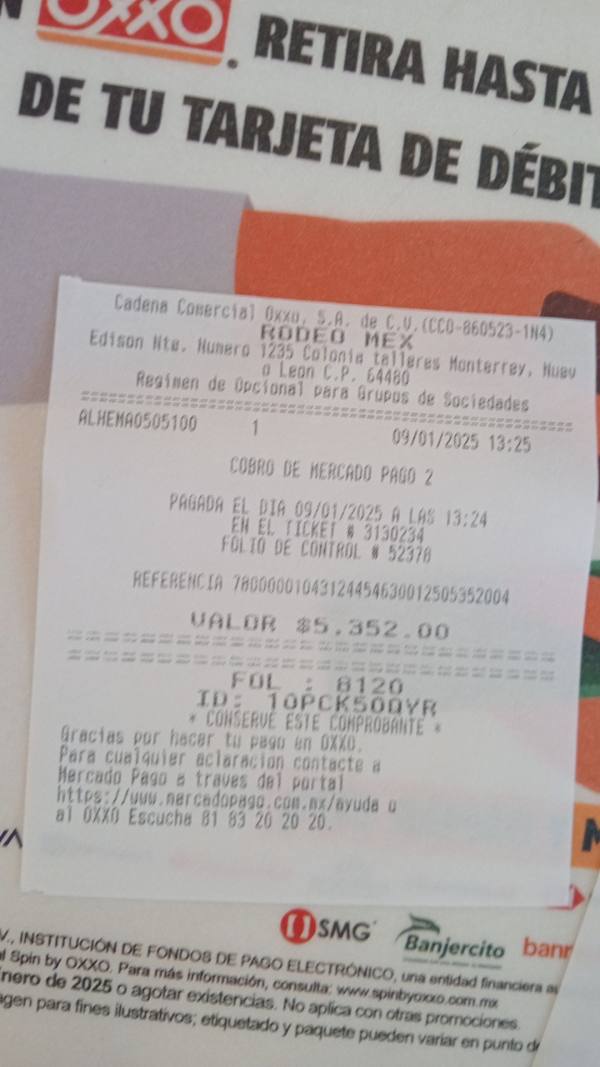 OXXO. RETIRA HASTA
DE TU TARJETA DE DÉBIT
Cadena Comercial Oxxo, S.A. de C.V.(CCO-860523-1N4)
RODEO MEX
Edison Nte. Numero 1235 Colonia talleres Monterrey, Nuev
o Leon C.P. 64480
Regimen de Opcional para Grupos de Sociedades
ALHEMA0505100 1 09/01/2025 13:25
COBRO DE MERCADO PAGO 2
PAGADA EL DIA 09/01/2025 A LAS 13:24
EN EL TICKET # 3130234
FOLIO DE CONTROL # 52378
REFERENCIA 78000001043124454630012505352004
VALOR $5,352.00
FOL : 8120
ID: 10PCK50QYR
* CONSERVE ESTE COMPROBANTE *
Gracias por hacer tu pago en OXXO.
Para cualquier aclaracion contacte a
Mercado Pago a traves del portal
https://www.mercadopago.com.mx/ayuda o
al OXXO Escucha 81 83 20 20 20.
SMG Banjercito
V., INSTITUCIÓN DE FONDOS DE PAGO ELECTRÓNICO, una entidad financiera
al Spin by OXXO. Para más información, consulta: www.spinbyoxxo.com.mx
nero de 2025 o agotar existencias. No aplica con otras promociones.
agen para fines ilustrativos; etiquetado y paquete pueden variar en punto de